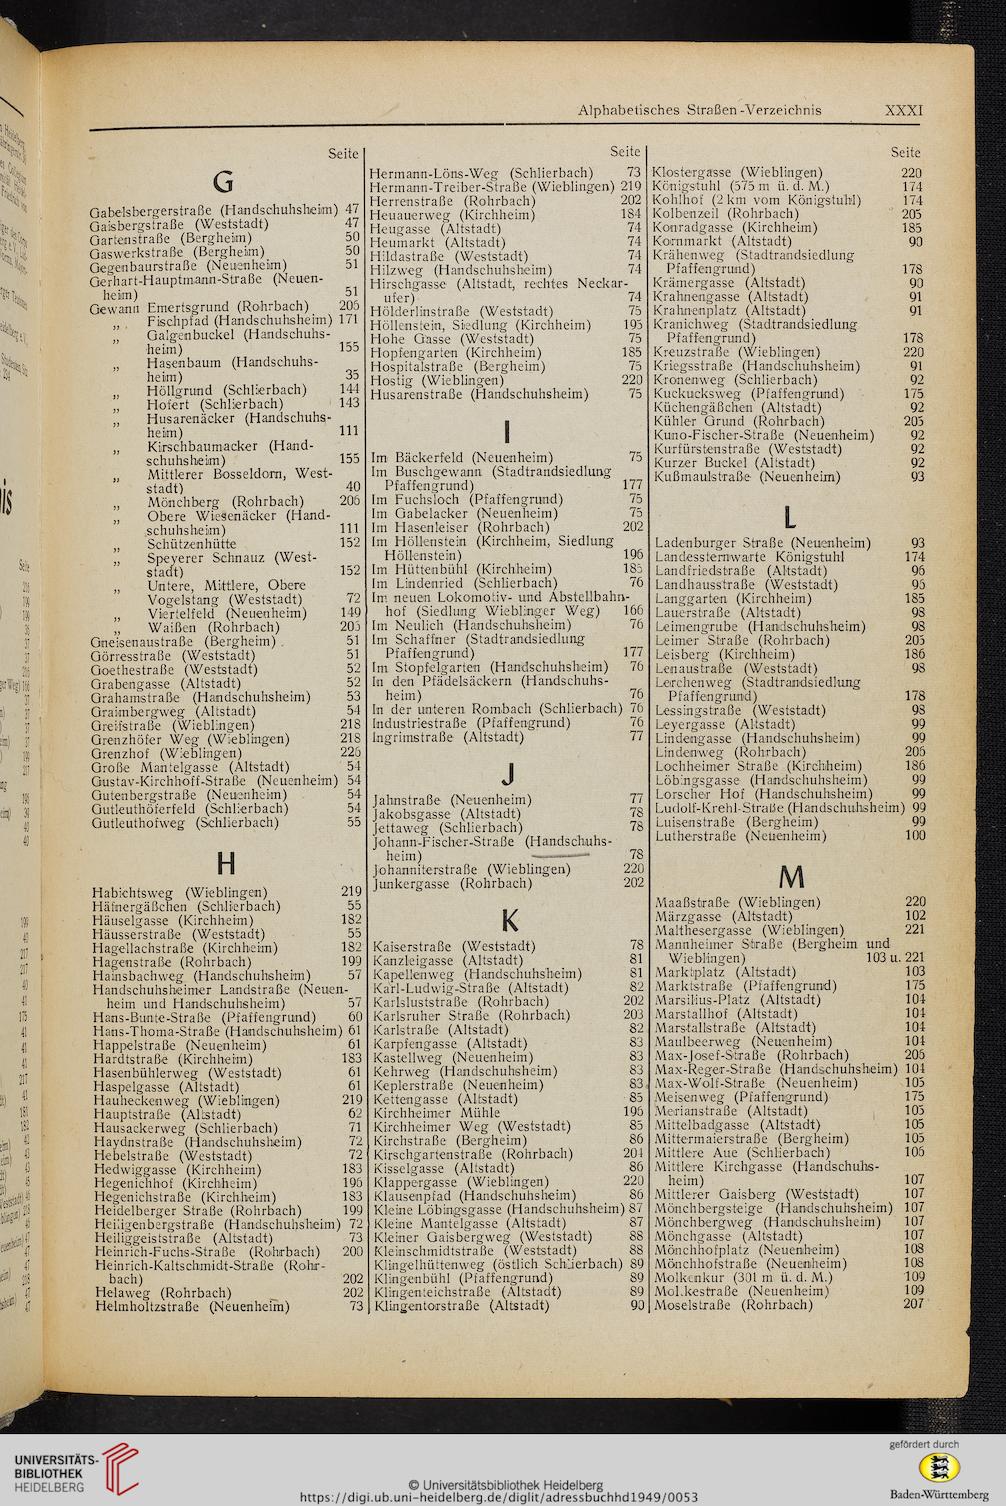 Alphabetisches Straßen-Verzeichnis XXXI
Seite
G
Gabelsbergerstraße (Handschuhsheim) 47
Gaisbergstraße (Weststadt) 47
Gartenstraße (Bergheim) 50
Gaswerkstraße (Bergheim) 50
Gegenbaurstraße (Neuenheim) 51
Gerhart-Hauptmann-Straße (Neuen-
heim) 51
Gewann Emertsgrund (Rohrbach) 205
„ Fischpfad (Handschuhsheim) 171
„ Galgenbuckel (Handschuhs-
heim) 155
„ Hasenbaum (Handschuhs-
heim) 35
„ Höllgrund (Schlierbach) 144
„ Hofert (Schlierbach) 143
„ Husarenäcker (Handschuhs-
heim) 111
„ Kirschbaumacker (Hand-
schuhsheim) 155
„ Mittlerer Bosseldorn, West-
stadt) 40
„ Mönchberg (Rohrbach) 206
„ Obere Wiesenäcker (Hand-
schuhsheim) 111
„ Schützenhütte 152
„ Speyerer Schnauz (West-
stadt) 152
„ Untere, Mittlere, Obere
Vogelstang (Weststadt) 72
„ Viertelfeld (Neuenheim) 149
„ Waißen (Rohrbach) 205
Gneisenaustraße (Bergheim) 51
Görresstraße (Weststadt) 51
Goethestraße (Weststadt) 52
Grabengasse (Altstadt) 52
Grahamstraße (Handschuhsheim) 53
Graimbergweg (Altstadt) 54
Greifstraße (Wieblingen) 218
Grenzhöfer Weg (Wieblingen) 218
Grenzhof (Wieblingen) 226
Große Mantelgasse (Altstadt) 54
Gustav-Kirchhoff-Straße (Neuenheim) 54
Gutenbergstraße (Neuenheim) 54
Gutleuthöferfeld (Schlierbach) 54
Gutleuthofweg (Schlierbach) 55
H
Habichtsweg (Wieblingen) 219
Häfnergäßchen (Schlierbach) 55
Häuselgasse (Kirchheim) 182
Häusserstraße (Weststadt) 55
Hagellachstraße (Kirchheim) 182
Hagenstraße (Rohrbach) 199
Hainsbachweg (Handschuhsheim) 57
Handschuhsheimer Landstraße (Neuen-
heim und Handschuhsheim) 57
Hans-Bunte-Straße (Pfaffengrund) 60
Hans-Thoma-Straße (Handschuhsheim) 61
Happelstraße (Neuenheim) 61
Hardtstraße (Kirchheim) 183
Hasenbühlerweg (Weststadt) 61
Haspelgasse (Altstadt) 61
Hauheckenweg (Wieblingen) 219
Hauptstraße (Altstadt) 62
Hausackerweg (Schlierbach) 71
Haydnstraße (Handschuhsheim) 72
Hebelstraße (Weststadt) 72
Hedwiggasse (Kirchheim) 183
Hegenichhof (Kirchheim) 196
Hegenichstraße (Kirchheim) 183
Heidelberger Straße (Rohrbach) 199
Heiligenbergstraße (Handschuhsheim) 72
Heiliggeiststraße (Altstadt) 73
Heinrich-Fuchs-Straße (Rohrbach) 200
Heinrich-Kaltschmidt-Straße (Rohr-
bach) 202
Helaweg (Rohrbach) 202
Helmholtzstraße (Neuenheim) 73
Seite
Hermann-Löns-Weg (Schlierbach) 73
Hermann-Treiber-Straße (Wieblingen) 219
Herrenstraße (Rohrbach) 202
Heuauerweg (Kirchheim) 184
Heugasse (Altstadt) 74
Heumarkt (Altstadt) 74
Hildastraße (Weststadt) 74
Hilzweg (Handschuhsheim) 74
Hirschgasse (Altstadt, rechtes Neckar-
ufer) 74
Hölderlinstraße (Weststadt) 75
Höllenstein, Siedlung (Kirchheim) 195
Hohe Gasse (Weststadt) 75
Hopfengarten (Kirchheim) 185
Hospitalstraße (Bergheim) 75
Hostig (Wieblingen) 220
Husarenstraße (Handschuhsheim) 75
I
Im Bäckerfeld (Neuenheim) 75
Im Buschgewann (Stadtrandsiedlung
Pfaffengrund) 177
Im Fuchsloch (Pfaffengrund) 75
Im Gabelacker (Neuenheim) 75
Im Hasenleiser (Rohrbach) 202
Im Höllenstein (Kirchheim, Siedlung
Höllenstein) 196
Im Hüttenbühl (Kirchheim) 185
Im Lindenried (Schlierbach) 76
Im neuen Lokomotiv- und Abstellbahn-
hof (Siedlung Wieblinger Weg) 166
Im Neulich (Handschuhsheim) 76
Im Schaffner (Stadtrandsiedlung
Pfaffengrund) 177
Im Stopfelgarten (Handschuhsheim) 76
In den Pfädelsäckern (Handschuhs-
heim) 76
In der unteren Rombach (Schlierbach) 76
Industriestraße (Pfaffengrund) 76
Ingrimstraße (Altstadt) 77
J
Jahnstraße (Neuenheim) 77
Jakobsgasse (Altstadt) 78
Jettaweg (Schlierbach) 78
Johann-Fischer-Straße (Handschuhs-
heim) 78
Johanniterstraße (Wieblingen) 220
Junkergasse (Rohrbach) 202
K
Kaiserstraße (Weststadt) 78
Kanzleigasse (Altstadt) 81
Kapellenweg (Handschuhsheim) 81
Karl-Ludwig-Straße (Altstadt) 82
Karlsluststraße (Rohrbach) 202
Karlsruher Straße (Rohrbach) 203
Karlstraße (Altstadt) 82
Karpfengasse (Altstadt) 83
Kastellweg (Neuenheim) 83
Kehrweg (Handschuhsheim) 83
Keplerstraße (Neuenheim) 83
Kettengasse (Altstadt) 85
Kirchheimer Mühle 196
Kirchheimer Weg (Weststadt) 85
Kirchstraße (Bergheim) 86
Kirschgartenstraße (Rohrbach) 204
Kisselgasse (Altstadt) 86
Klappergasse (Wieblingen) 220
Klausenpfad (Handschuhsheim) 86
Kleine Löbingsgasse (Handschuhsheim) 87
Kleine Mantelgasse (Altstadt) 87
Kleiner Gaisbergweg (Weststadt) 88
Kleinschmidtstraße (Weststadt) 88
Klingelhüttenweg (östlich Schlierbach) 89
Klingenbühl (Pfaffengrund) 89
Klingenteichstraße (Altstadt) 89
Klingentorstraße (Altstadt) 90
Seite
Klostergasse (Wieblingen) 220
Königstuhl (575 m ü. d. M.) 174
Kohlhof (2 km vom Königstuhl) 174
Kolbenzeil (Rohrbach) 205
Konradgasse (Kirchheim) 185
Kornmarkt (Altstadt) 90
Krähenweg (Stadtrandsiedlung
Pfaffengrund) 178
Krämergasse (Altstadt) 90
Krahnengasse (Altstadt) 91
Krahnenplatz (Altstadt) 91
Kranichweg (Stadtrandsiedlung
Pfaffengrund) 178
Kreuzstraße (Wieblingen) 220
Kriegsstraße (Handschuhsheim) 91
Kronenweg (Schlierbach) 92
Kuckucksweg (Pfaffengrund) 175
Küchengäßchen (Altstadt) 92
Kühler Grund (Rohrbach) 205
Kuno-Fischer-Straße (Neuenheim) 92
Kurfürstenstraße (Weststadt) 92
Kurzer Buckel (Altstadt) 92
Kußmaulstraße (Neuenheim) 93
L
Ladenburger Straße (Neuenheim) 93
Landessternwarte Königstuhl 174
Landfriedstraße (Altstadt) 96
Landhausstraße (Weststadt) 95
Langgarten (Kirchheim) 185
Lauerstraße (Altstadt) 98
Leimengrube (Handschuhsheim) 98
Leimer Straße (Rohrbach) 205
Leisberg (Kirchheim) 186
Lenaustraße (Weststadt) 98
Lerchenweg (Stadtrandsiedlung
Pfaffengrund) 178
Lessingstraße (Weststadt) 98
Leyergasse (Altstadt) 99
Lindengasse (Handschuhsheim) 99
Lindenweg (Rohrbach) 206
Lochheimer Straße (Kirchheim) 186
Löbingsgasse (Handschuhsheim) 99
Lorscher Hof (Handschuhsheim) 99
Ludolf-Krehl-Straße (Handschuhsheim) 99
Luisenstraße (Bergheim) 99
Lutherstraße (Neuenheim) 100
M
Maaßstraße (Wieblingen) 220
Märzgasse (Altstadt) 102
Malthesergasse (Wieblingen) 221
Mannheimer Straße (Bergheim und
Wieblingen) 103 u. 221
Marktplatz (Altstadt) 103
Marktstraße (Pfaffengrund) 175
Marsilius-Platz (Altstadt) 104
Marstallhof (Altstadt) 104
Marstallstraße (Altstadt) 104
Maulbeerweg (Neuenheim) 104
Max-Josef-Straße (Rohrbach) 206
Max-Reger-Straße (Handschuhsheim) 104
Max-Wolf-Straße (Neuenheim) 105
Meisenweg (Pfaffengrund) 175
Merianstraße (Altstadt) 105
Mittelbadgasse (Altstadt) 105
Mittermaierstraße (Bergheim) 105
Mittlere Aue (Schlierbach) 106
Mittlere Kirchgasse (Handschuhs-
heim) 107
Mittlerer Gaisberg (Weststadt) 107
Mönchbergsteige (Handschuhsheim) 107
Mönchbergweg (Handschuhsheim) 107
Mönchgasse (Altstadt) 107
Mönchhofplatz (Neuenheim) 108
Mönchhofstraße (Neuenheim) 108
Molkenkur (301 m ü. d. M.) 109
Moltkestraße (Neuenheim) 109
Moselstraße (Rohrbach) 207
UNIVERSITÄTS-
BIBLIOTHEK
HEIDELBERG
© Universitätsbibliothek Heidelberg
https://digi.ub.uni-heidelberg.de/diglit/adressbuchhd1949/0053
gefördert durch
Baden-Württemberg